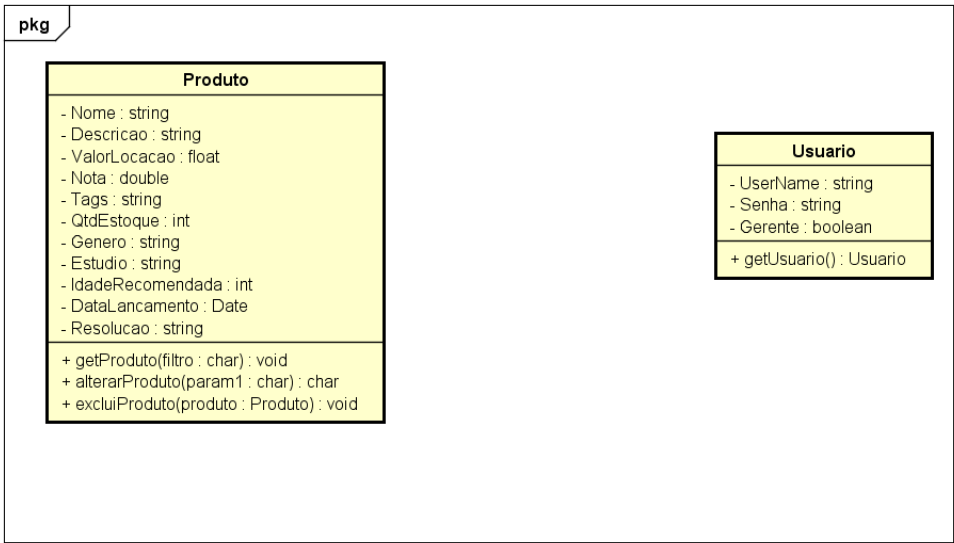 pkg
Produto
- Nome : string
- Descricao : string
- ValorLocacao : float
- Nota : double
- Tags : string
- QtdEstoque : int
- Genero : string
- Estudio : string
- IdadeRecomendada : int
- DataLancamento : Date
- Resolucao : string
+ getProduto(filtro : char) : void
+ alterarProduto(param1 : char) : char
+ excluiProduto(produto : Produto) : void
Usuario
- UserName : string
- Senha : string
- Gerente : boolean
+ getUsuario() : Usuario